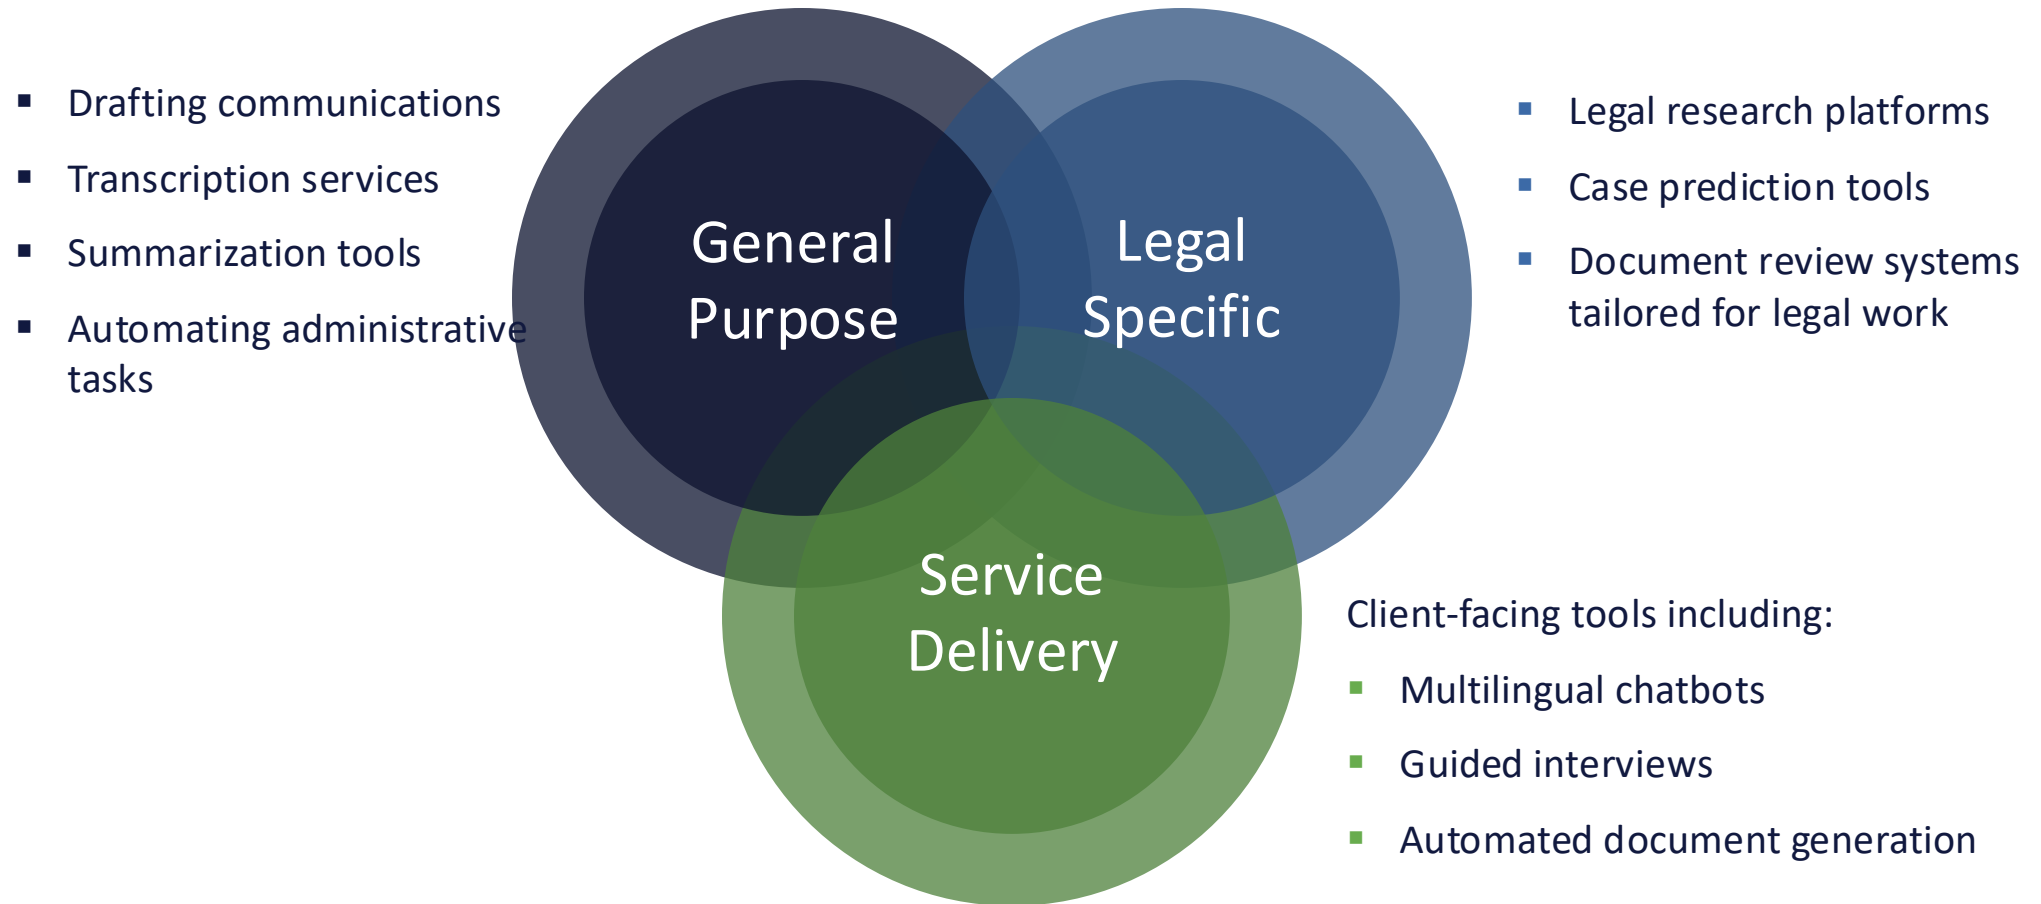 ▪ Drafting communications
▪ Transcription services
▪ Summarization tools
▪ Automating administrative
tasks
General
Purpose
Legal
Specific
▪ Legal research platforms
▪ Case prediction tools
▪ Document review systems
tailored for legal work
Service
Delivery
Client-facing tools including:
▪ Multilingual chatbots
▪ Guided interviews
▪ Automated document generation